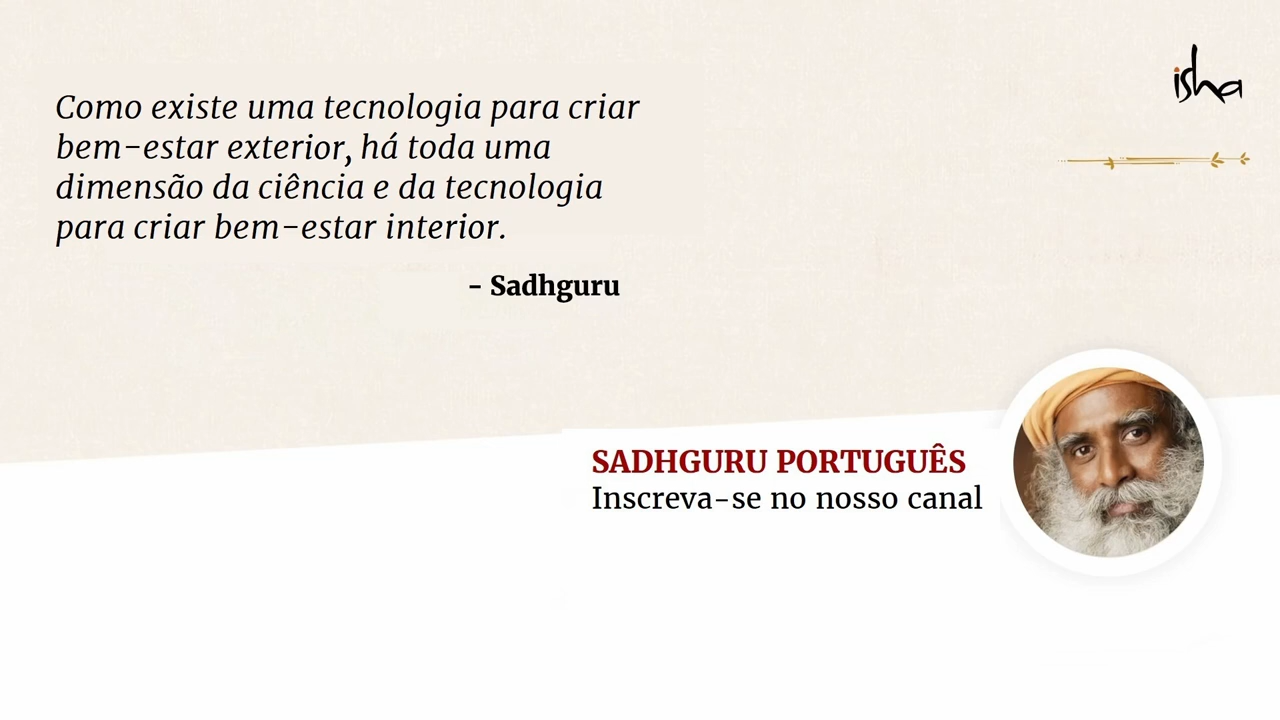 Como existe uma tecnologia para criar
bem-estar exterior, há toda uma
dimensão da ciência e da tecnologia
para criar bem-estar interior.
- Sadhguru
isha
SADHGURU PORTUGUÊS
Inscreva-se no nosso canal